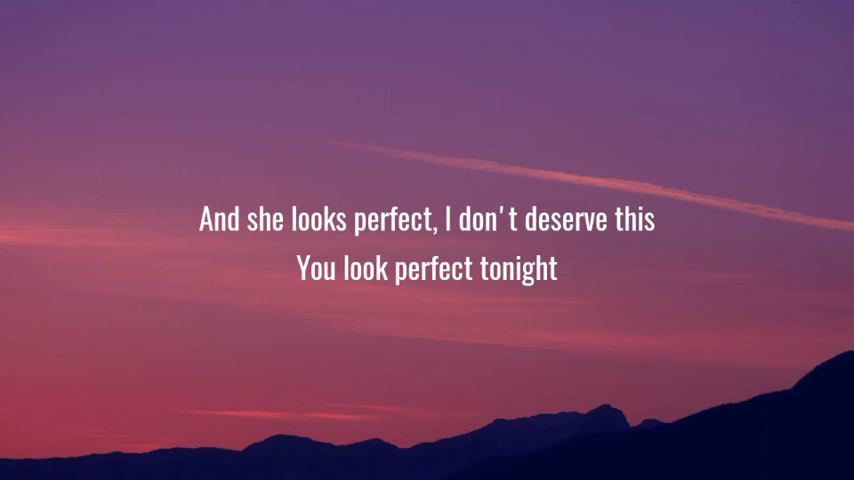 And she looks perfect, I don't deserve this
You look perfect tonight